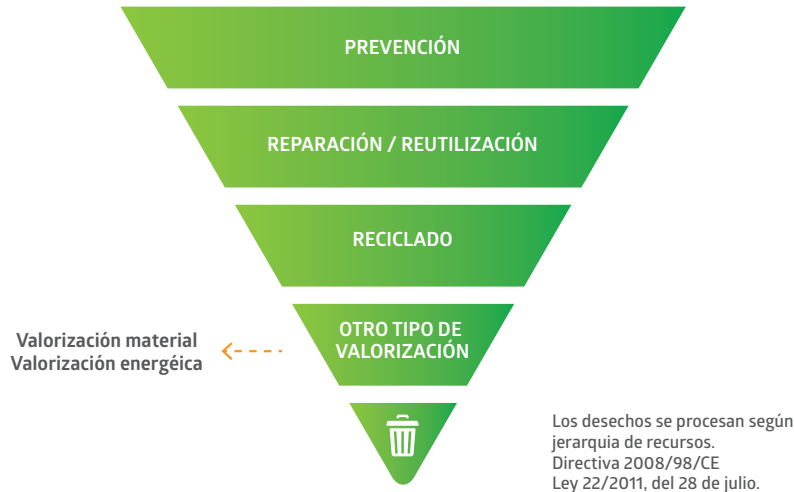 PREVENCIÓN
REPARACIÓN / REUTILIZACIÓN
RECICLADO
OTRO TIPO DE
VALORIZACIÓN
Valorización material
Valorización energéica
Los desechos se procesan según
jerarquia de recursos.
Directiva 2008/98/CE
Ley 22/2011, del 28 de julio.